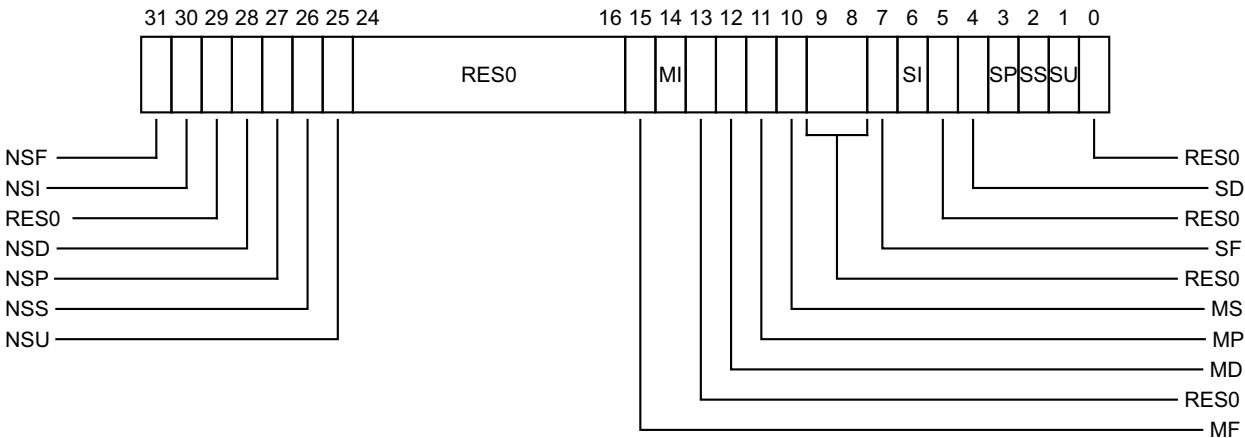 31 30 29 28 27 26 25 24 16 15 14 13 12 11 10 9 8 7 6 5 4 3 2 1 0
RES0 MI SI SP SS SU
NSF RES0
NSI SD
RES0 RES0
NSD SF
NSP RES0
NSS MS
NSU MP
MD
RES0
MF